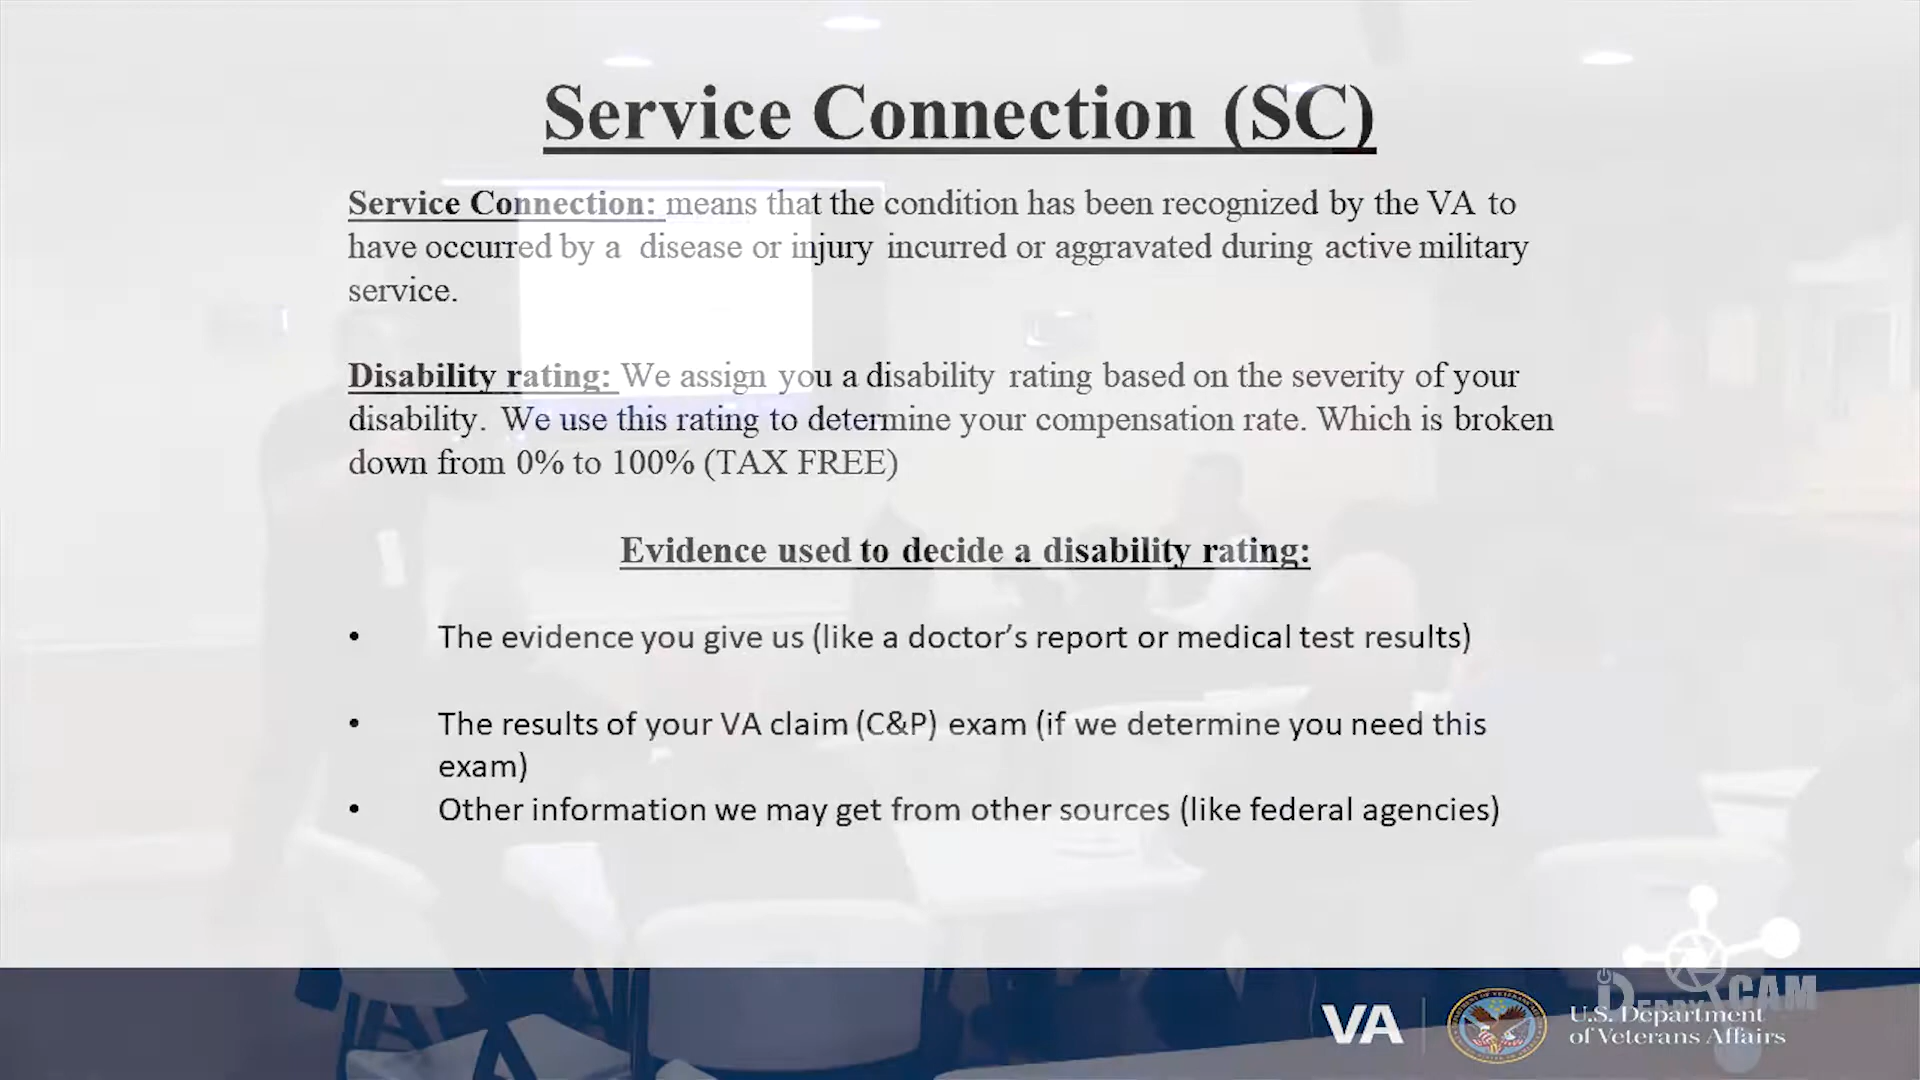 Service Connection (SC)
Service Connection: means that the condition has been recognized by the VA to
have occurred by a disease or injury incurred or aggravated during active military
service.
Disability rating: We assign you a disability rating based on the severity of your
disability. We use this rating to determine your compensation rate. Which is broken
down from 0% to 100% (TAX FREE)
Evidence used to decide a disability rating:
• The evidence you give us (like a doctor’s report or medical test results)
• The results of your VA claim (C&P) exam (if we determine you need this
exam)
• Other information we may get from other sources (like federal agencies)
CAM
VA
U.S. Department
of Veterans Affairs